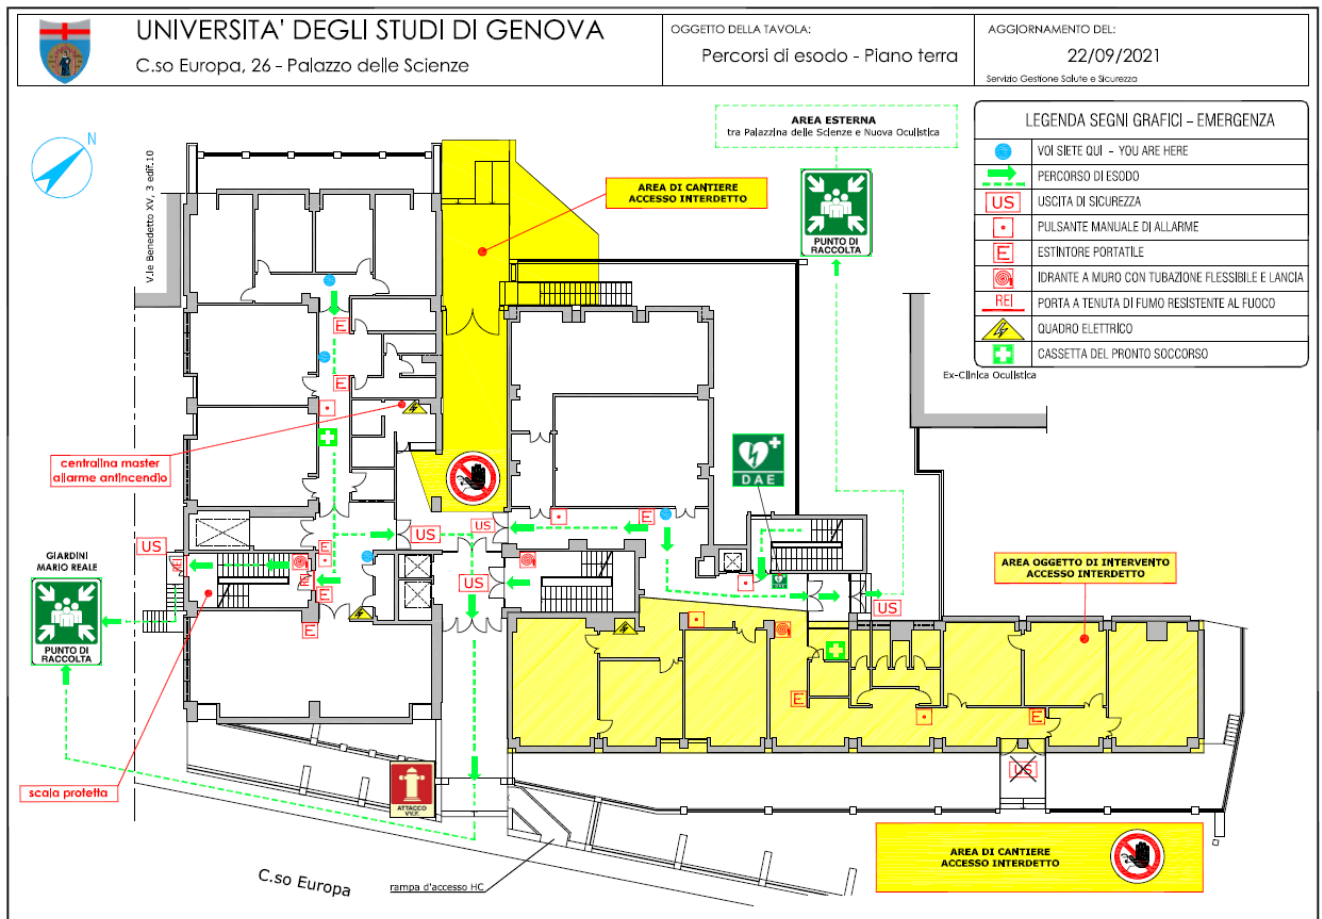 UNIVERSITA' DEGLI STUDI DI GENOVA
C.so Europa, 26 - Palazzo delle Scienze
OGGETTO DELLA TAVOLA:
Percorsi di esodo - Piano terra
AGGIORNAMENTO DEL:
22/09/2021
Servizio Gestione Salute e Sicurezza
LEGENDA SEGNI GRAFICI - EMERGENZA
VOI SIETE QUI - YOU ARE HERE
PERCORSO DI ESODO
US USCITA DI SICUREZZA
PULSANTE MANUALE DI ALLARME
E ESTINTORE PORTATILE
IDRANTE A MURO CON TUBAZIONE FLESSIBILE E LANCIA
REI PORTA A TENUTA DI FUMO RESISTENTE AL FUOCO
QUADRO ELETTRICO
CASSETTA DEL PRONTO SOCCORSO
N
V.le Benedetto XV, 3 edif.10
AREA ESTERNA
tra Palazzina delle Scienze e Nuova Oculistica
PUNTO DI
RACCOLTA
AREA DI CANTIERE
ACCESSO INTERDETTO
Ex-Clinica Oculistica
E
E
centralina master
allarme antincendio
DAE
US
US
US
E
E
US
REI
REI
E
E
US
DAE
US
GIARDINI
MARIO REALE
PUNTO DI
RACCOLTA
AREA OGGETTO DI INTERVENTO
ACCESSO INTERDETTO
E
E
US
scala protetta
ATTACCO
VV.F.
AREA DI CANTIERE
ACCESSO INTERDETTO
C.so Europa
rampa d'accesso HC